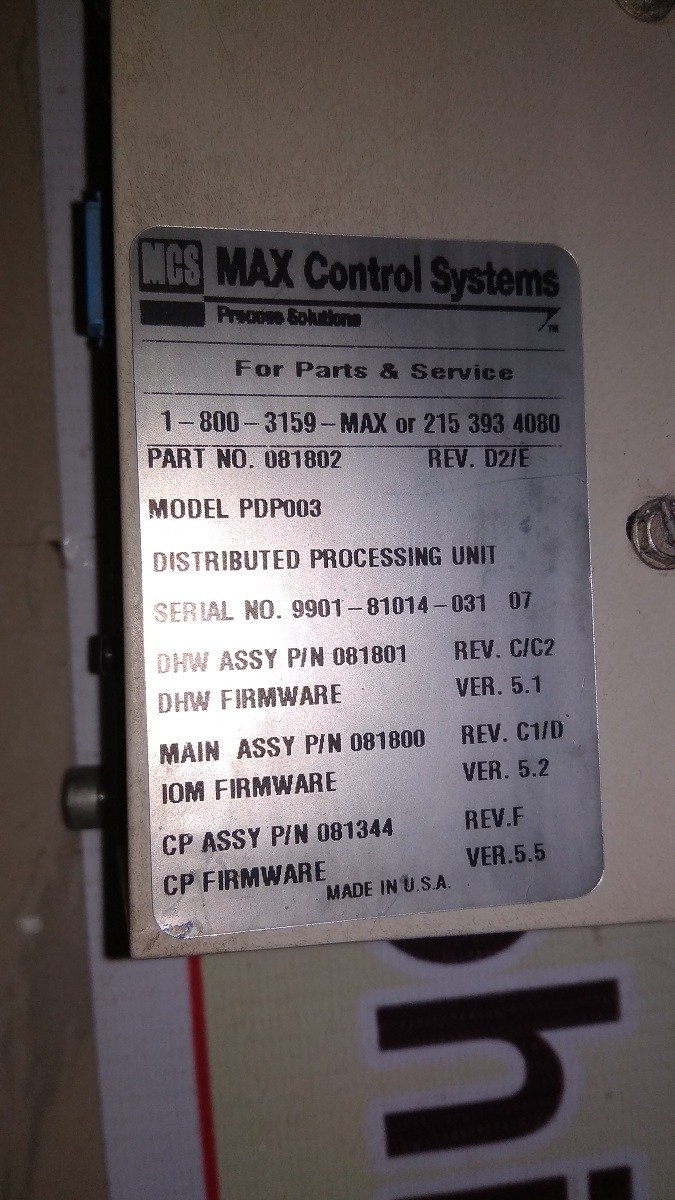 MCS MAX Control Systems
Process Solutions TM
For Parts & Service
1-800-3159-MAX or 215 393 4080
PART NO. 081802 REV. D2/E
MODEL PDP003
DISTRIBUTED PROCESSING UNIT
SERIAL NO. 9901-81014-031 07
DHW ASSY P/N 081801 REV. C/C2
DHW FIRMWARE VER. 5.1
MAIN ASSY P/N 081800 REV. C1/D
IOM FIRMWARE VER. 5.2
CP ASSY P/N 081344 REV.F
CP FIRMWARE VER.5.5
MADE IN U.S.A.